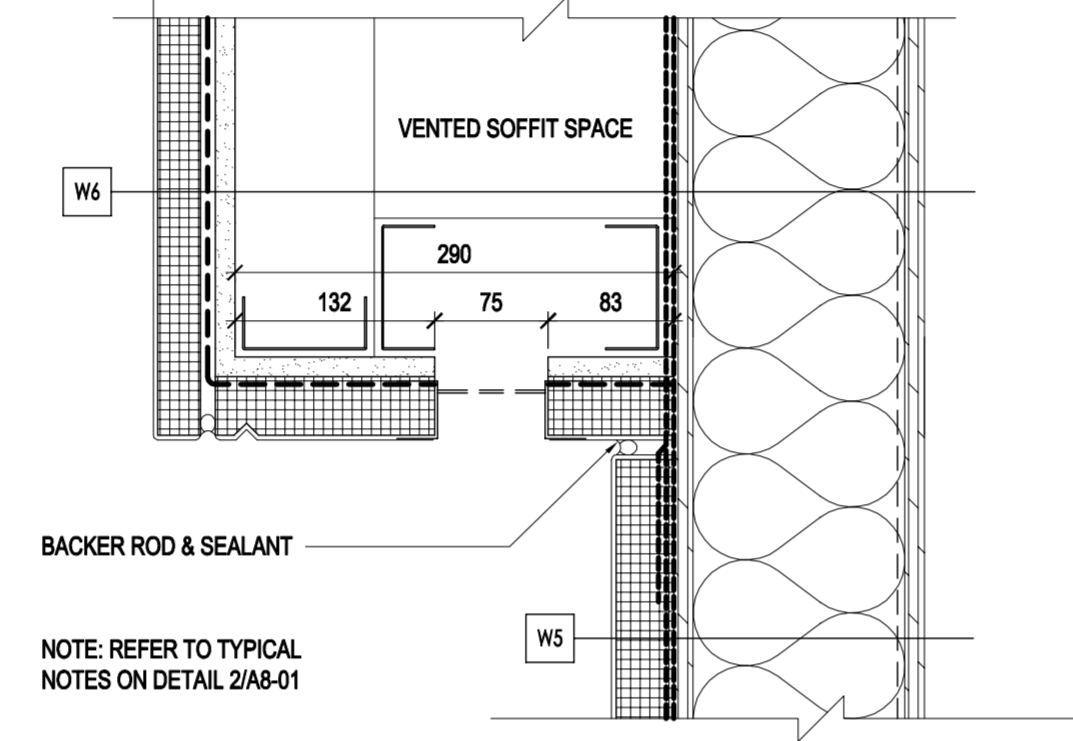 VENTED SOFFIT SPACE
W6
290
132 75 83
BACKER ROD & SEALANT
W5
NOTE: REFER TO TYPICAL
NOTES ON DETAIL 2/A8-01